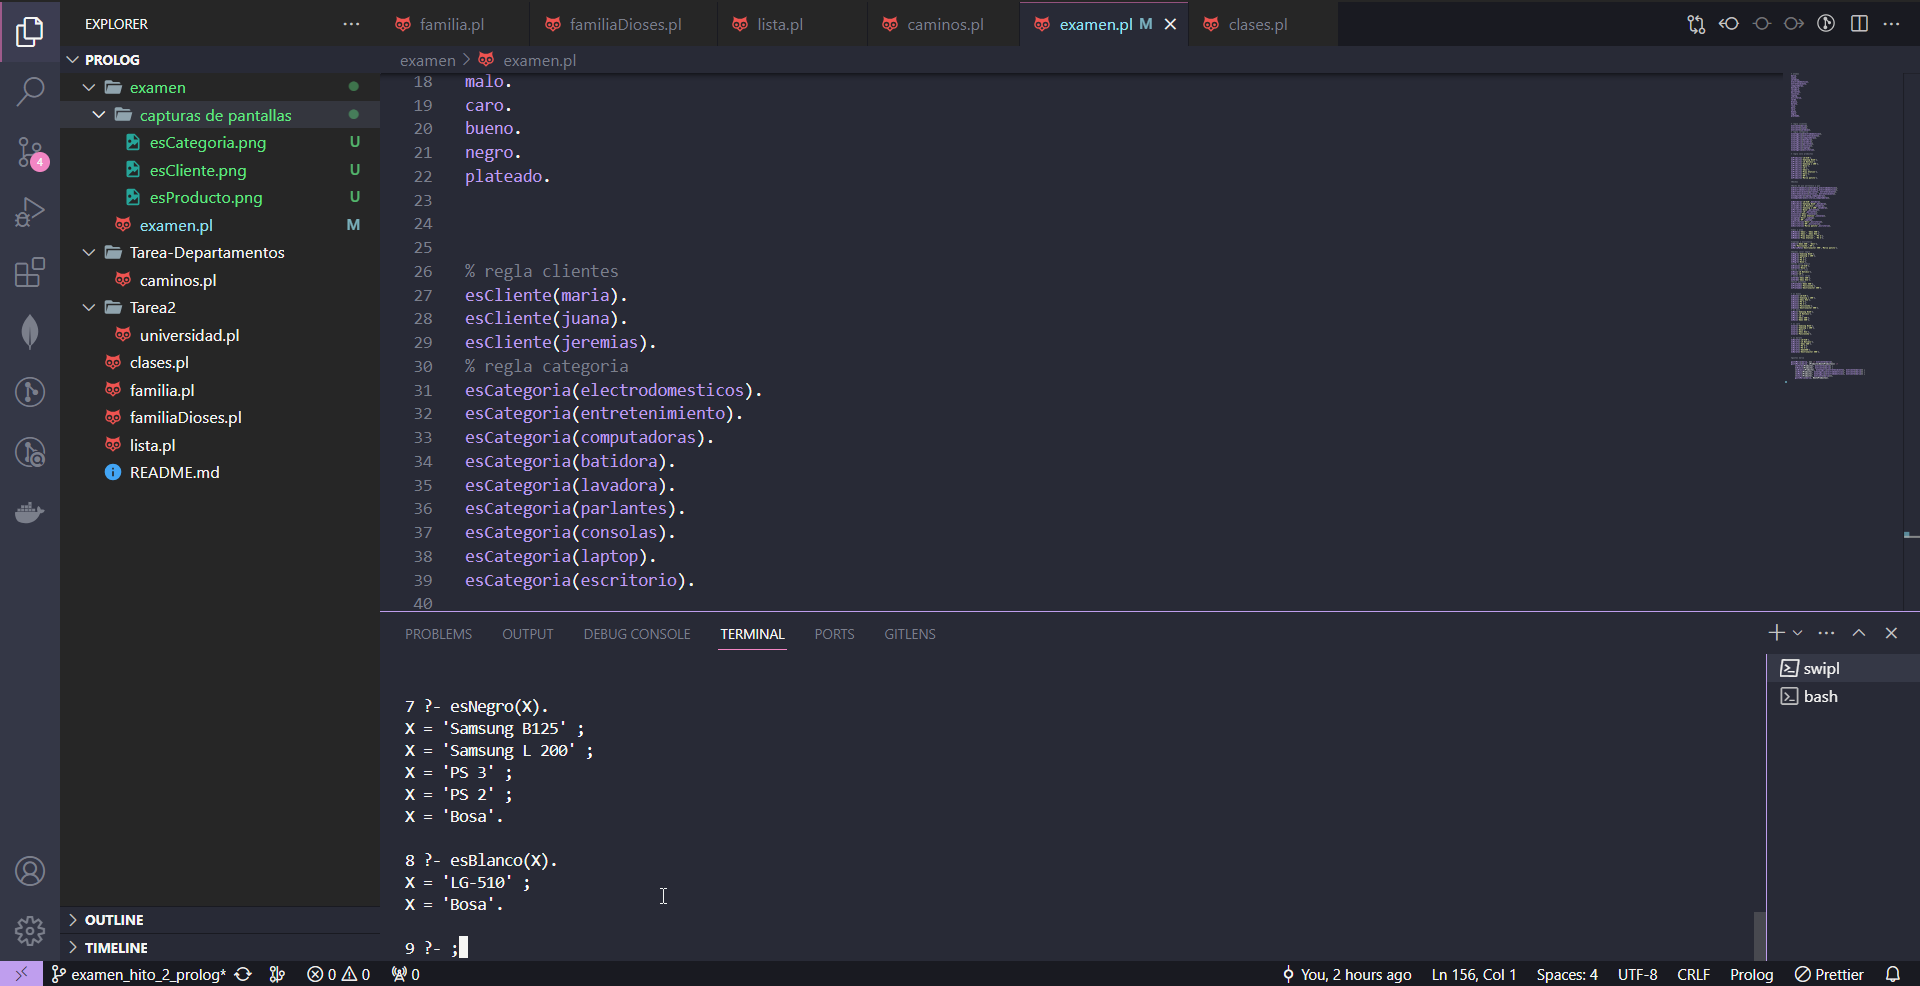 EXPLORER
PROLOG
examen
capturas de pantallas
esCategoria.png U
esCliente.png U
esProducto.png U
examen.pl M
Tarea-Departamentos
caminos.pl
Tarea2
universidad.pl
clases.pl
familia.pl
familiaDioses.pl
lista.pl
README.md
OUTLINE
TIMELINE
4
familia.pl familiaDioses.pl lista.pl caminos.pl examen.pl M clases.pl
examen > examen.pl
18 malo.
19 caro.
20 bueno.
21 negro.
22 plateado.
23
24
25
26 % regla clientes
27 esCliente(maria).
28 esCliente(juana).
29 esCliente(jeremias).
30 % regla categoria
31 esCategoria(electrodomesticos).
32 esCategoria(entretenimiento).
33 esCategoria(computadoras).
34 esCategoria(batidora).
35 esCategoria(lavadora).
36 esCategoria(parlantes).
37 esCategoria(consolas).
38 esCategoria(laptop).
39 esCategoria(escritorio).
40
PROBLEMS OUTPUT DEBUG CONSOLE TERMINAL PORTS GITLENS
7 ?- esNegro(X).
X = 'Samsung B125' ;
X = 'Samsung L 200' ;
X = 'PS 3' ;
X = 'PS 2' ;
X = 'Bosa'.
8 ?- esBlanco(X).
X = 'LG-510' ;
X = 'Bosa'.
9 ?- ;
swipl
bash
examen_hito_2_prolog* 0 0 0 You, 2 hours ago Ln 156, Col 1 Spaces: 4 UTF-8 CRLF Prolog Prettier